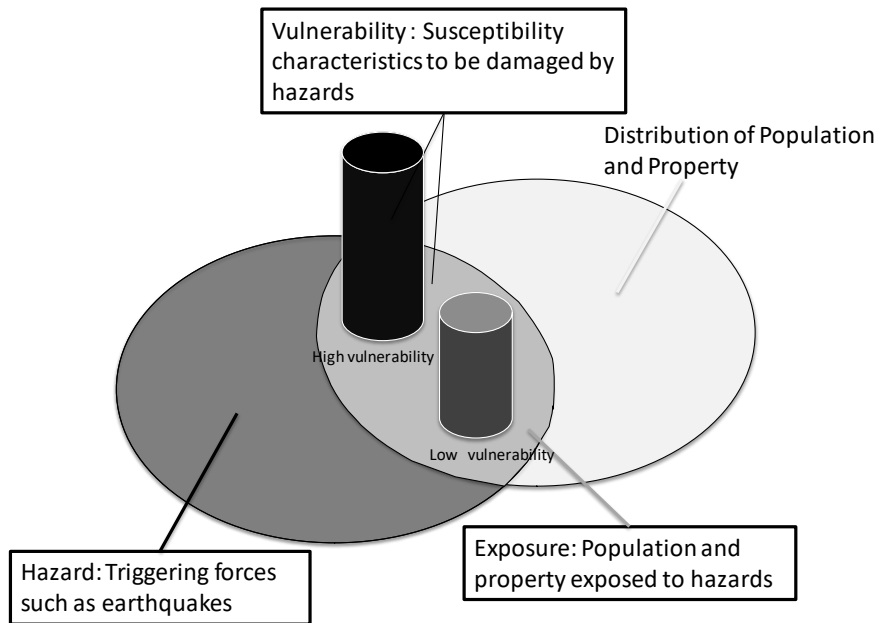 Vulnerability : Susceptibility
characteristics to be damaged by
hazards
Distribution of Population
and Property
High vulnerability
Low vulnerability
Exposure: Population and
property exposed to hazards
Hazard: Triggering forces
such as earthquakes